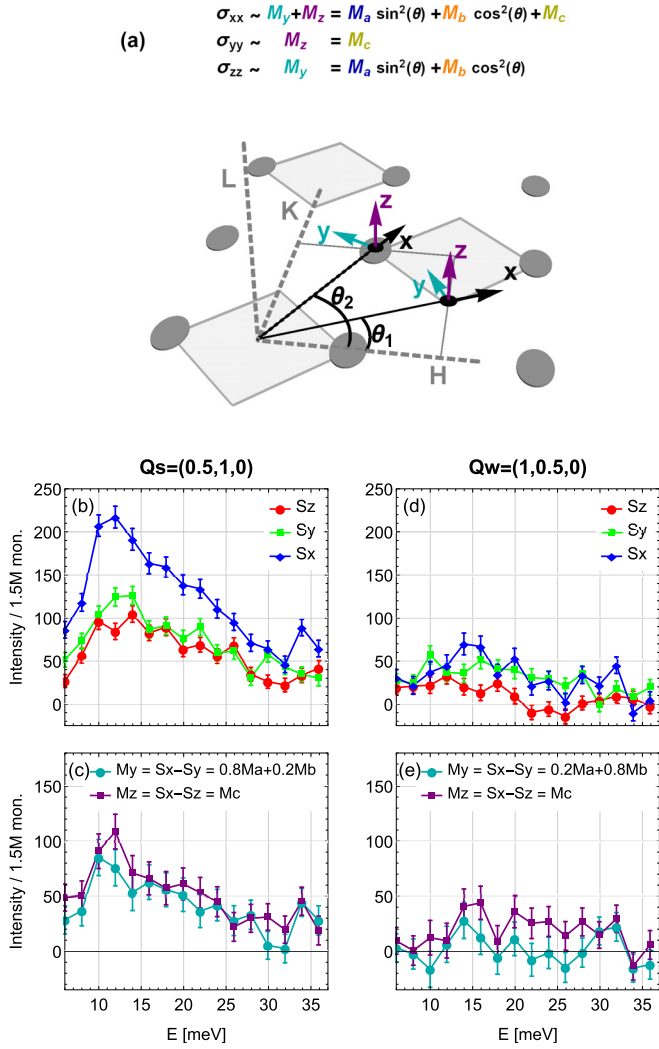 (a)
σxx ~ My+Mz = Ma sin²(θ) +Mb cos²(θ)+Mc
σyy ~ Mz = Mc
σzz ~ My = Ma sin²(θ) +Mb cos²(θ)
L
K
z
y
x
z
y
x
θ2
θ1
H
Qs=(0.5,1,0)
Qw=(1,0.5,0)
(b)
Sz
Sy
Sx
250
200
150
100
50
0
Intensity / 1.5M mon.
(d)
Sz
Sy
Sx
(c)
My = Sx−Sy = 0.8Ma+0.2Mb
Mz = Sx−Sz = Mc
150
100
50
0
Intensity / 1.5M mon.
10 15 20 25 30 35
E [meV]
(e)
My = Sx−Sy = 0.2Ma+0.8Mb
Mz = Sx−Sz = Mc
10 15 20 25 30 35
E [meV]